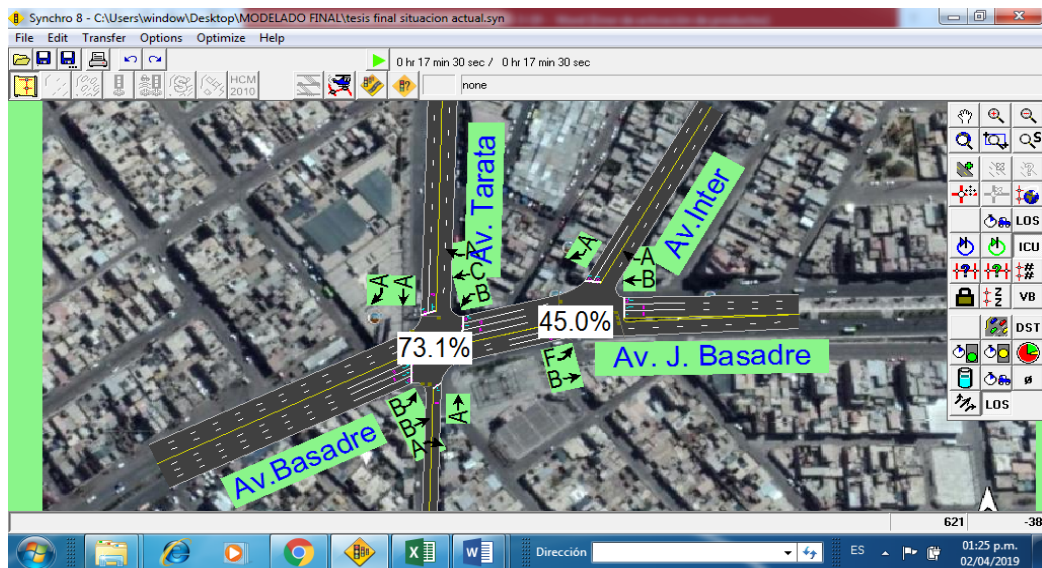 Synchro 8 - C:\Users\window\Desktop\MODELADO FINAL\tesis final situacion actual.syn
File Edit Transfer Options Optimize Help
0 hr 17 min 30 sec / 0 hr 17 min 30 sec
HCM 2010
none
Av. Tarata
Av.Inter
A
A
A
C
B
A
A
B
73.1%
45.0%
F
B
Av. J. Basadre
B
B
A
A
Av.Basadre
LOS
ICU
VB
DST
ø
LOS
621 -38
Dirección
ES
01:25 p.m.
02/04/2019